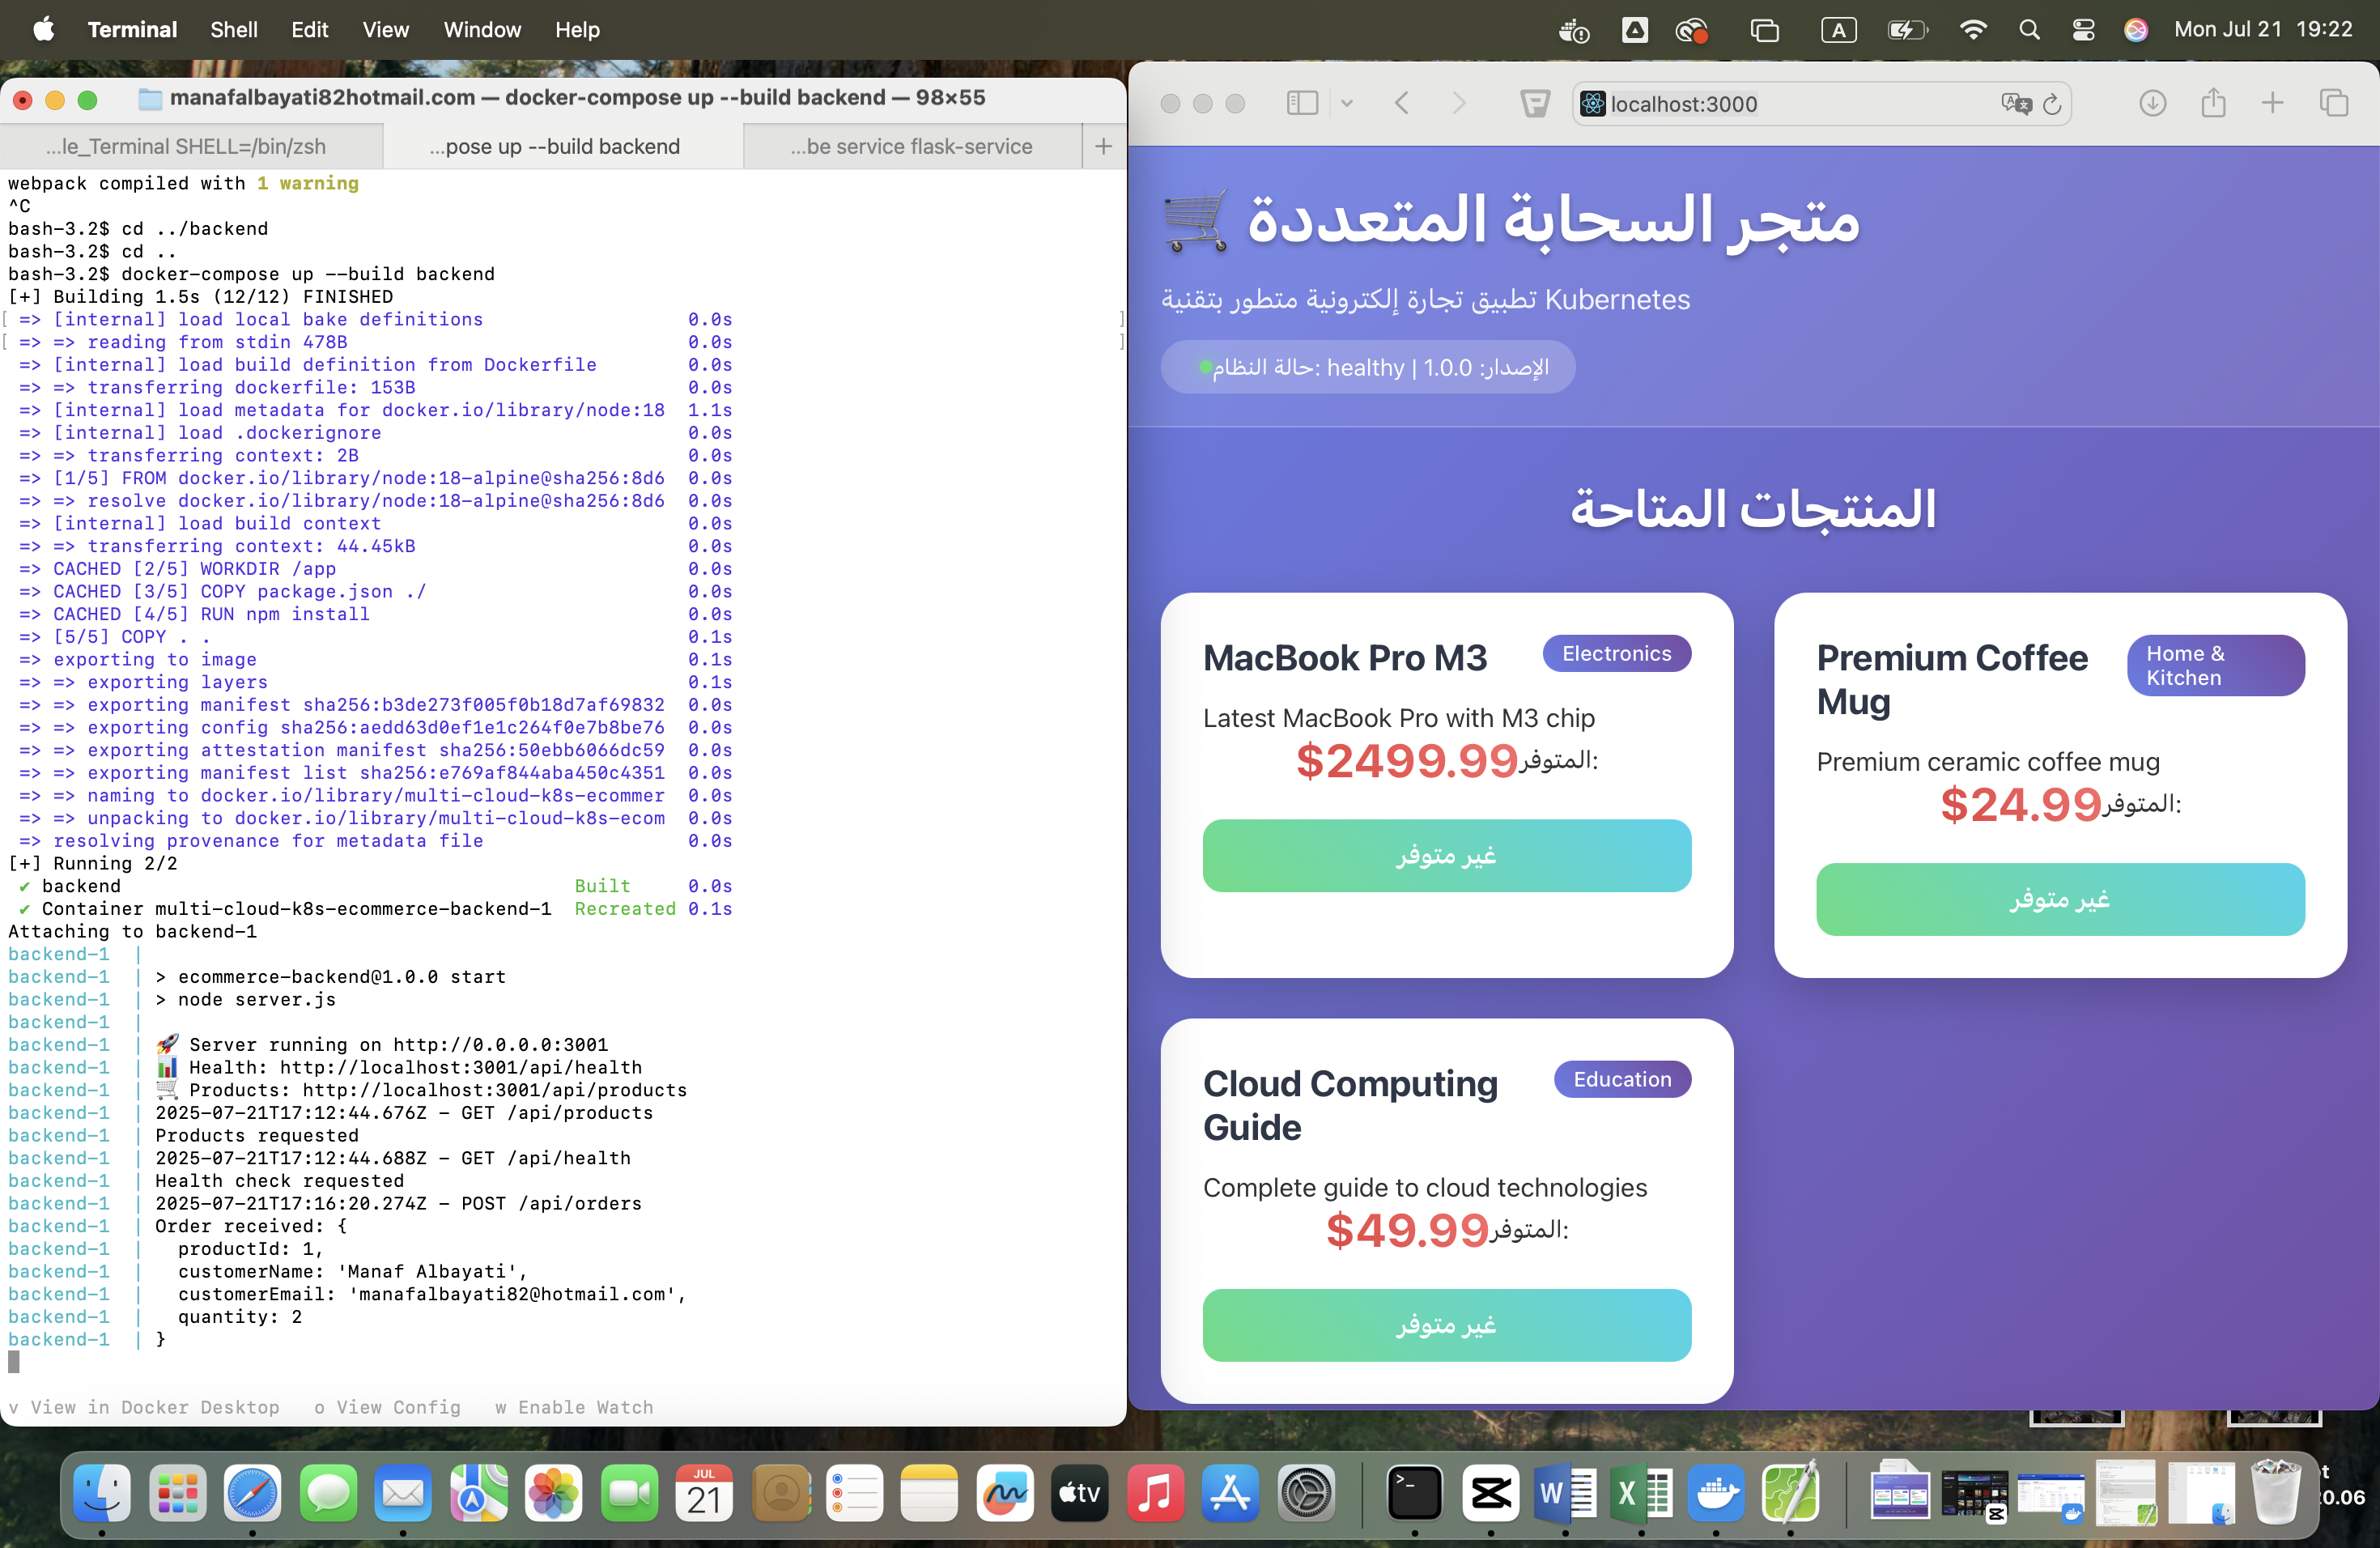 Terminal Shell Edit View Window Help
A
Mon Jul 21 19:22
manafalbayati82hotmail.com — docker-compose up --build backend — 98×55
...le_Terminal SHELL=/bin/zsh
...pose up --build backend
...be service flask-service
webpack compiled with 1 warning
^C
bash-3.2$ cd ../backend
bash-3.2$ cd ..
bash-3.2$ docker-compose up --build backend
[+] Building 1.5s (12/12) FINISHED
[ => [internal] load local bake definitions 0.0s ]
[ => => reading from stdin 478B 0.0s ]
=> [internal] load build definition from Dockerfile 0.0s
=> => transferring dockerfile: 153B 0.0s
=> [internal] load metadata for docker.io/library/node:18 1.1s
=> [internal] load .dockerignore 0.0s
=> => transferring context: 2B 0.0s
=> [1/5] FROM docker.io/library/node:18-alpine@sha256:8d6 0.0s
=> => resolve docker.io/library/node:18-alpine@sha256:8d6 0.0s
=> [internal] load build context 0.0s
=> => transferring context: 44.45kB 0.0s
=> CACHED [2/5] WORKDIR /app 0.0s
=> CACHED [3/5] COPY package.json ./ 0.0s
=> CACHED [4/5] RUN npm install 0.0s
=> [5/5] COPY . . 0.1s
=> exporting to image 0.1s
=> => exporting layers 0.1s
=> => exporting manifest sha256:b3de273f005f0b18d7af69832 0.0s
=> => exporting config sha256:aedd63d0ef1e1c264f0e7b8be76 0.0s
=> => exporting attestation manifest sha256:50ebb6066dc59 0.0s
=> => exporting manifest list sha256:e769af844aba450c4351 0.0s
=> => naming to docker.io/library/multi-cloud-k8s-ecommer 0.0s
=> => unpacking to docker.io/library/multi-cloud-k8s-ecom 0.0s
=> resolving provenance for metadata file 0.0s
[+] Running 2/2
✔ backend Built 0.0s
✔ Container multi-cloud-k8s-ecommerce-backend-1 Recreated 0.1s
Attaching to backend-1
backend-1 |
backend-1 | > ecommerce-backend@1.0.0 start
backend-1 | > node server.js
backend-1 |
backend-1 | 🚀 Server running on http://0.0.0.0:3001
backend-1 | 📊 Health: http://localhost:3001/api/health
backend-1 | 🛒 Products: http://localhost:3001/api/products
backend-1 | 2025-07-21T17:12:44.676Z - GET /api/products
backend-1 | Products requested
backend-1 | 2025-07-21T17:12:44.688Z - GET /api/health
backend-1 | Health check requested
backend-1 | 2025-07-21T17:16:20.274Z - POST /api/orders
backend-1 | Order received: {
backend-1 | productId: 1,
backend-1 | customerName: 'Manaf Albayati',
backend-1 | customerEmail: 'manafalbayati82@hotmail.com',
backend-1 | quantity: 2
backend-1 | }
v View in Docker Desktop o View Config w Enable Watch
localhost:3000
🛒 متجر السحابة المتعددة
تطبيق تجارة إلكترونية متطور بتقنية Kubernetes
حالة النظام: healthy | الإصدار: 1.0.0
المنتجات المتاحة
MacBook Pro M3
Electronics
Latest MacBook Pro with M3 chip
$2499.99المتوفر:
غير متوفر
Premium Coffee
Mug
Home &
Kitchen
Premium ceramic coffee mug
$24.99المتوفر:
غير متوفر
Cloud Computing
Guide
Education
Complete guide to cloud technologies
$49.99المتوفر:
غير متوفر
JUL
21
tv
W
X
20.06